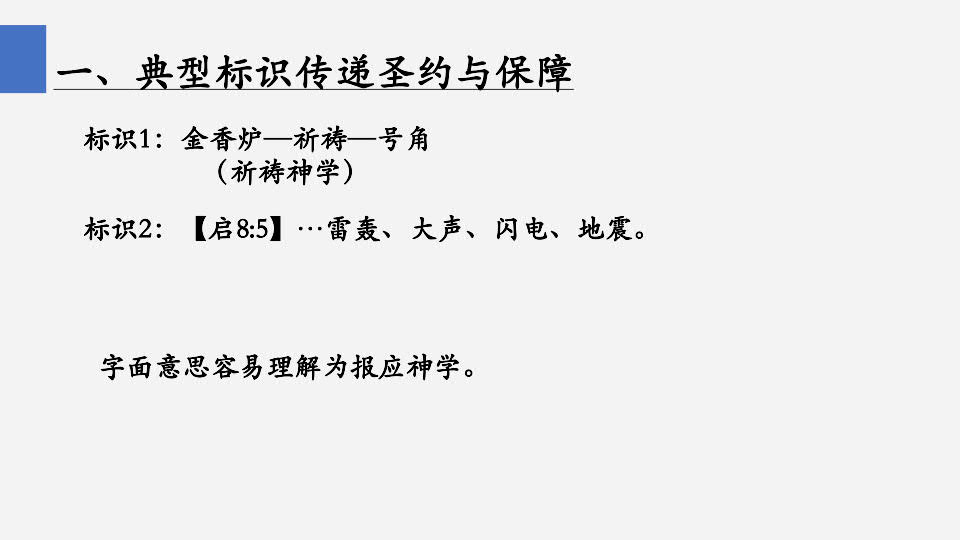 一、典型标识传递圣约与保障
标识1：金香炉—祈祷—号角
（祈祷神学）
标识2：【启8:5】…雷轰、大声、闪电、地震。
字面意思容易理解为报应神学。